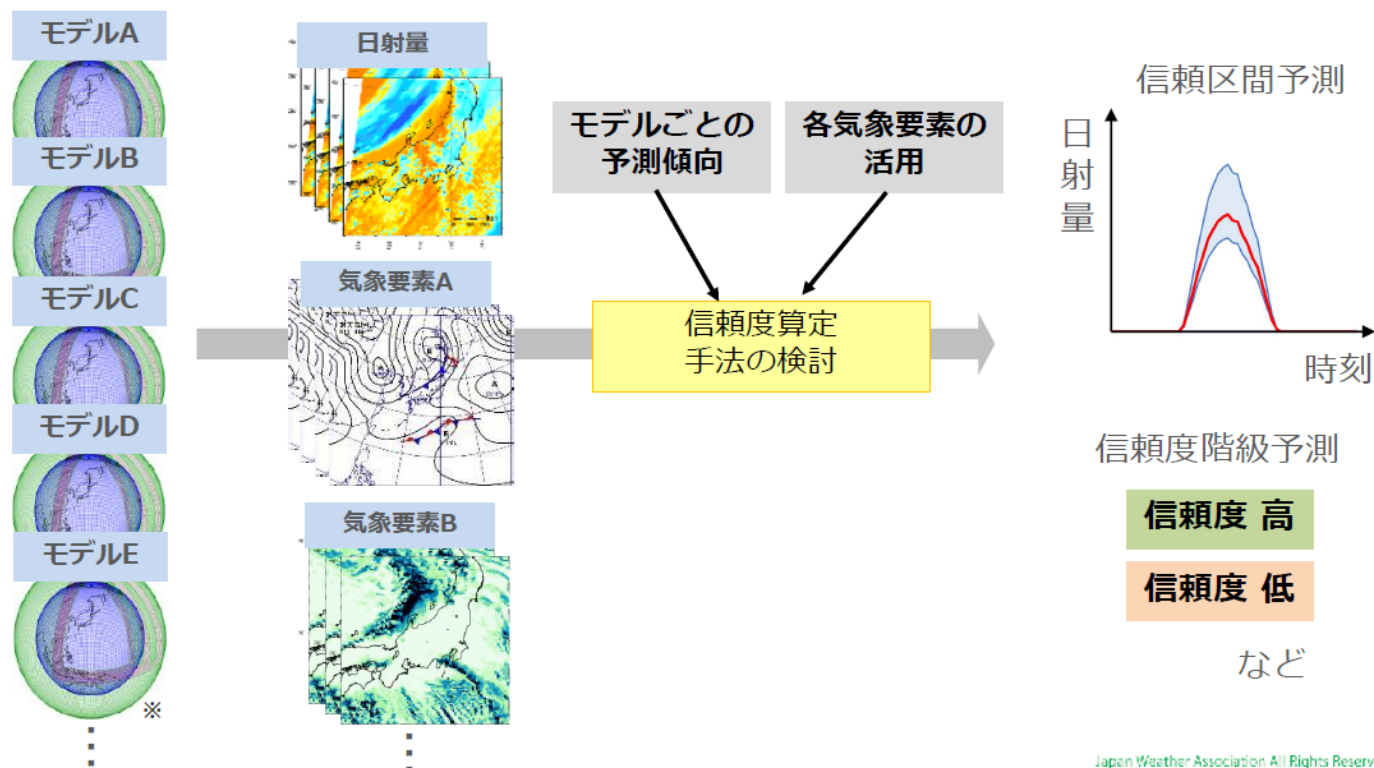 モデルA
モデルB
モデルC
モデルD
モデルE
※
日射量
気象要素A
気象要素B
モデルごとの
予測傾向
各気象要素の
活用
信頼度算定
手法の検討
信頼区間予測
日射量
時刻
信頼度階級予測
信頼度 高
信頼度 低
など
Japan Weather Association All Rights Reserv